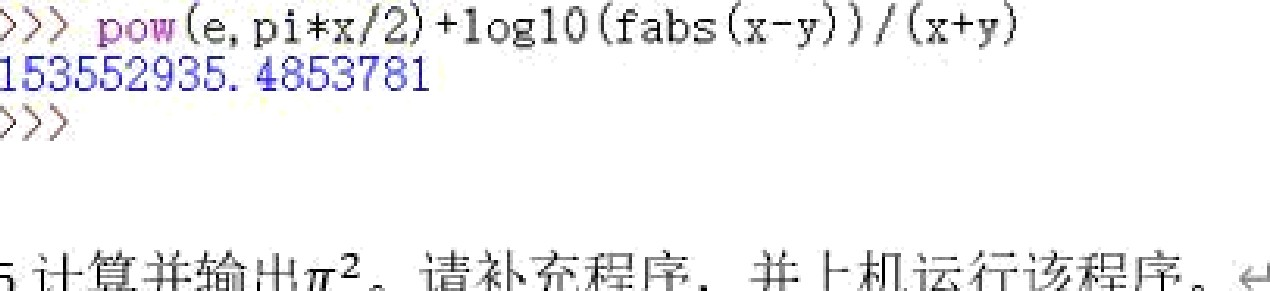 >>> pow(e,pi*x/2)+log10(fabs(x-y))/(x+y)
153552935.4853781
>>>
5 计算并输出π²。请补充程序，并上机运行该程序。↵